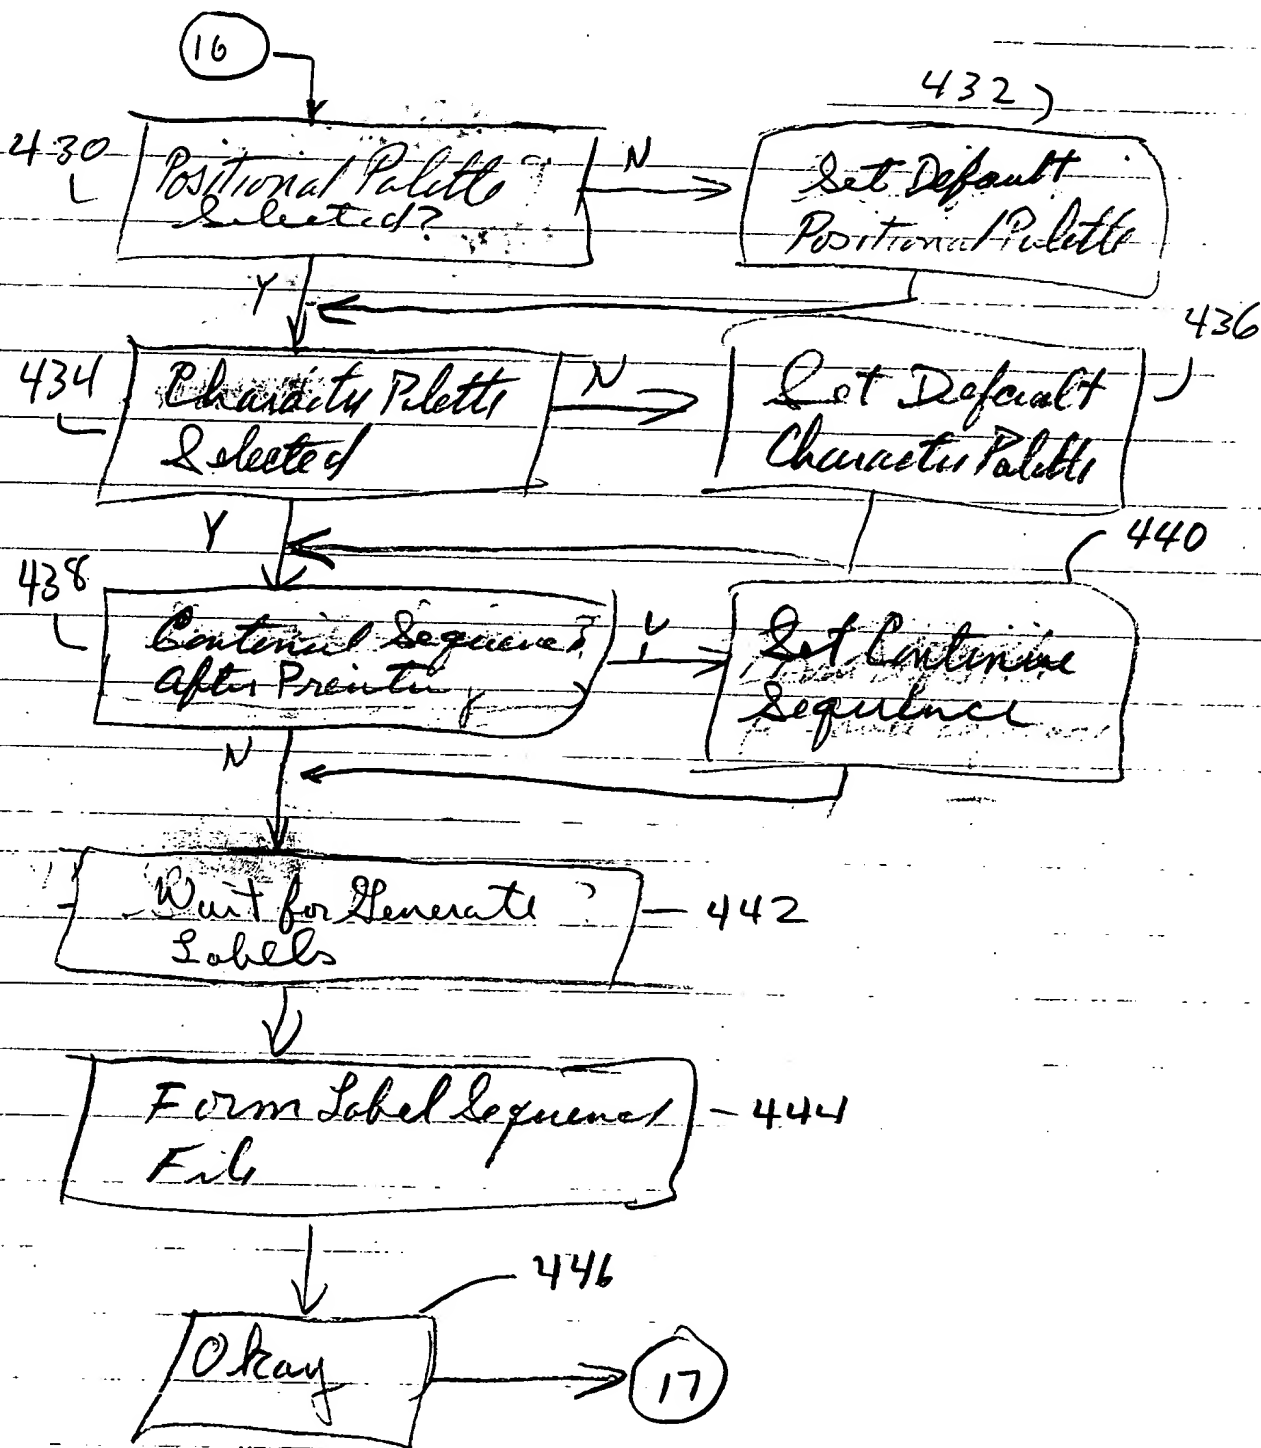 16
432
430
Positional Palette
Selected?
N
Set Default
Positional Palette
Y
436
434
Character Palette
Selected
N
Set Default
Character Palette
Y
440
438
Sequence?
After
Set Continue
Sequence
N
Wait for Generate ?
Labels
442
Form Label Sequence
File
444
446
Okay
17